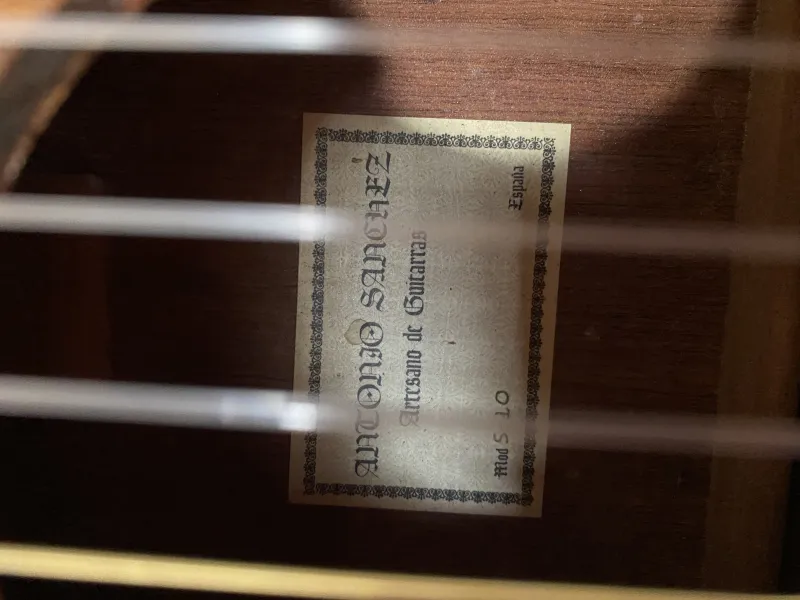 ANTONIO SANCHEZ
Artesano de Guitarras
Mod S 10
España